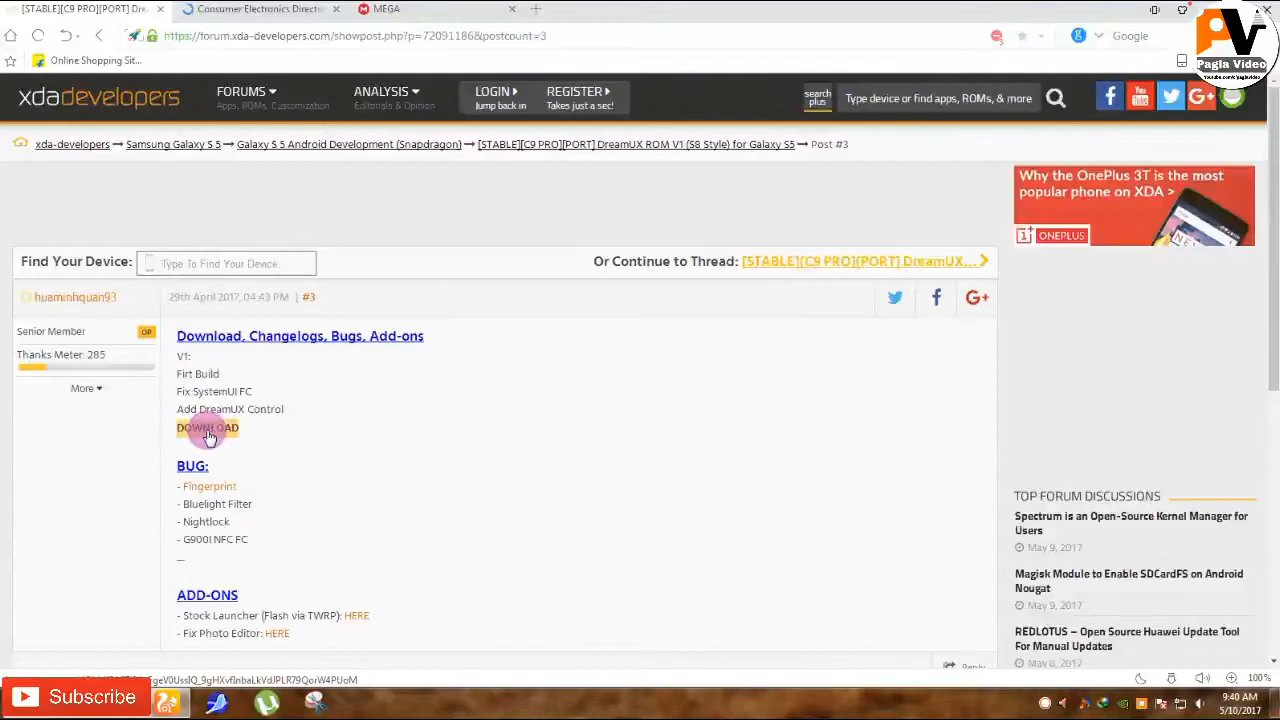 [STABLE][C9 PRO][PORT] Dre...
Consumer Electronics Direct
MEGA
https://forum.xda-developers.com/showpost.php?p=72091186&postcount=3
Google
Online Shopping Sit...
PV
Pagla Video
xdadevelopers
FORUMS
Apps, ROMs, Customization
ANALYSIS
Editorials & Opinion
LOGIN
Jump back in
REGISTER
Takes just a sec!
search plus
Type device or find apps, ROMs, & more
xda-developers
Samsung Galaxy S 5
Galaxy S 5 Android Development (Snapdragon)
[STABLE][C9 PRO][PORT] DreamUX ROM V1 (S8 Style) for Galaxy S5
Post #3
Why the OnePlus 3T is the most
popular phone on XDA >
ONEPLUS
Find Your Device:
Type To Find Your Device
Or Continue to Thread: [STABLE][C9 PRO][PORT] DreamUX...
huaminhquan93
29th April 2017, 04:43 PM | #3
Senior Member
OP
Thanks Meter: 285
More
Download, Changelogs, Bugs, Add-ons
V1:
Firt Build
Fix SystemUI FC
Add DreamUX Control
DOWNLOAD
BUG:
- Fingerprint
- Bluelight Filter
- Nightlock
- G900I NFC FC
ADD-ONS
- Stock Launcher (Flash via TWRP): HERE
- Fix Photo Editor: HERE
Reply
TOP FORUM DISCUSSIONS
Spectrum is an Open-Source Kernel Manager for
Users
May 9, 2017
Magisk Module to Enable SDCardFS on Android
Nougat
May 9, 2017
REDLOTUS – Open Source Huawei Update Tool
For Manual Updates
May 8, 2017
100%
Subscribe
9:40 AM
5/10/2017